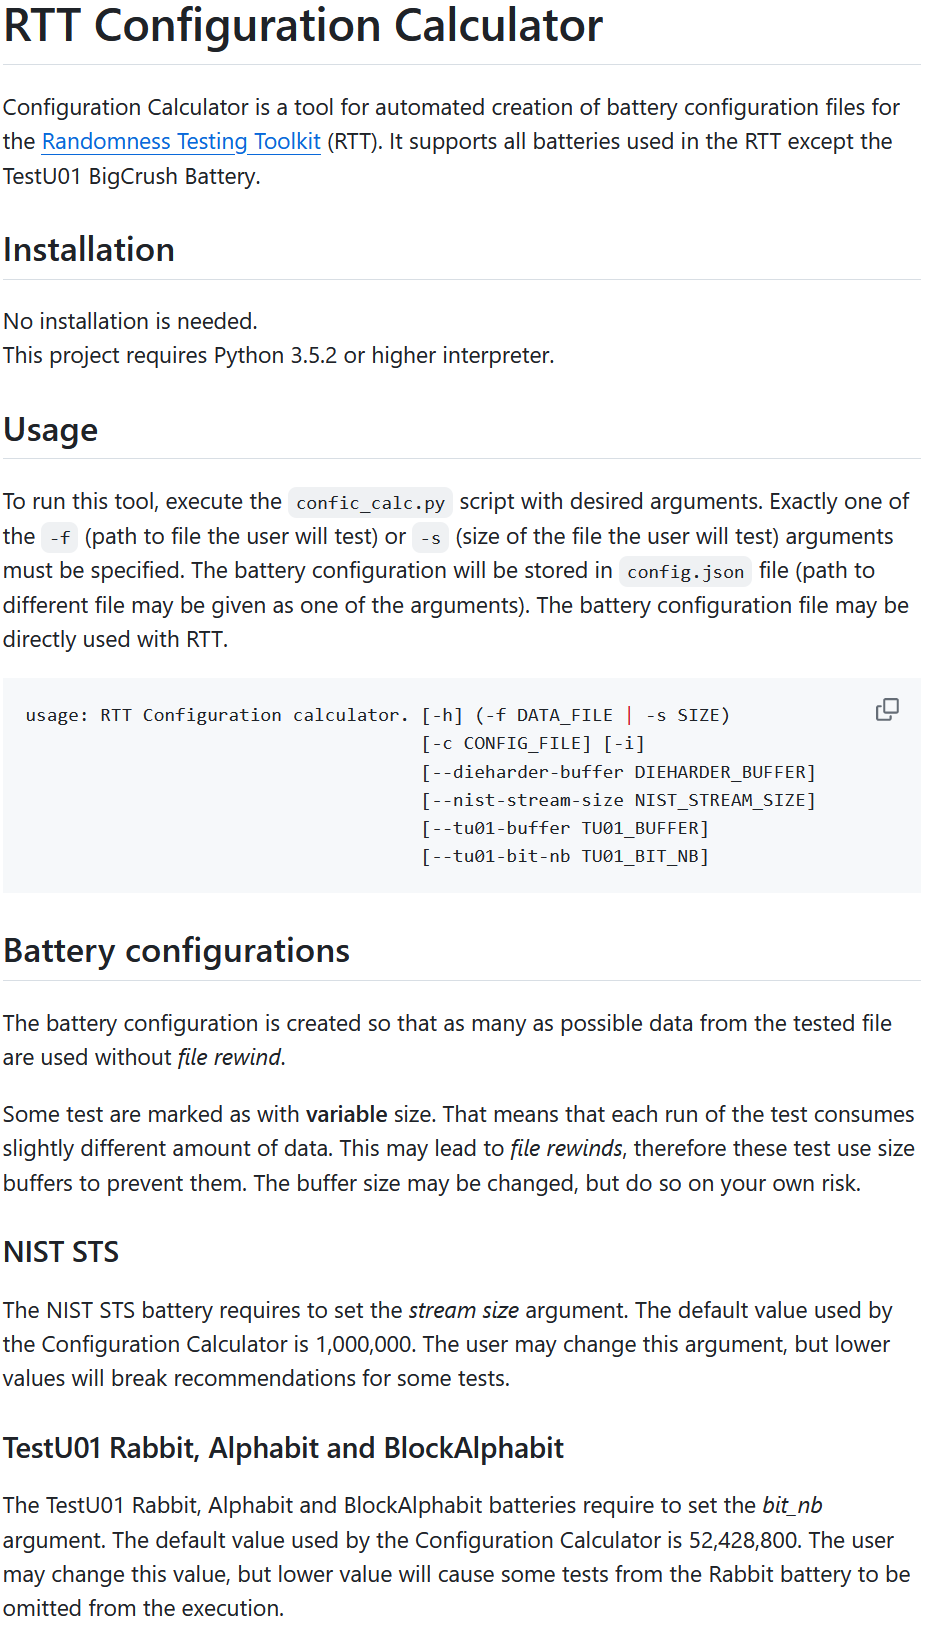 RTT Configuration Calculator
Configuration Calculator is a tool for automated creation of battery configuration files for
the Randomness Testing Toolkit (RTT). It supports all batteries used in the RTT except the
TestU01 BigCrush Battery.
Installation
No installation is needed.
This project requires Python 3.5.2 or higher interpreter.
Usage
To run this tool, execute the confic_calc.py script with desired arguments. Exactly one of
the -f (path to file the user will test) or -s (size of the file the user will test) arguments
must be specified. The battery configuration will be stored in config.json file (path to
different file may be given as one of the arguments). The battery configuration file may be
directly used with RTT.
usage: RTT Configuration calculator. [-h] (-f DATA_FILE | -s SIZE)
[-c CONFIG_FILE] [-i]
[--dieharder-buffer DIEHARDER_BUFFER]
[--nist-stream-size NIST_STREAM_SIZE]
[--tu01-buffer TU01_BUFFER]
[--tu01-bit-nb TU01_BIT_NB]
Battery configurations
The battery configuration is created so that as many as possible data from the tested file
are used without file rewind.
Some test are marked as with variable size. That means that each run of the test consumes
slightly different amount of data. This may lead to file rewinds, therefore these test use size
buffers to prevent them. The buffer size may be changed, but do so on your own risk.
NIST STS
The NIST STS battery requires to set the stream size argument. The default value used by
the Configuration Calculator is 1,000,000. The user may change this argument, but lower
values will break recommendations for some tests.
TestU01 Rabbit, Alphabit and BlockAlphabit
The TestU01 Rabbit, Alphabit and BlockAlphabit batteries require to set the bit_nb
argument. The default value used by the Configuration Calculator is 52,428,800. The user
may change this value, but lower value will cause some tests from the Rabbit battery to be
omitted from the execution.